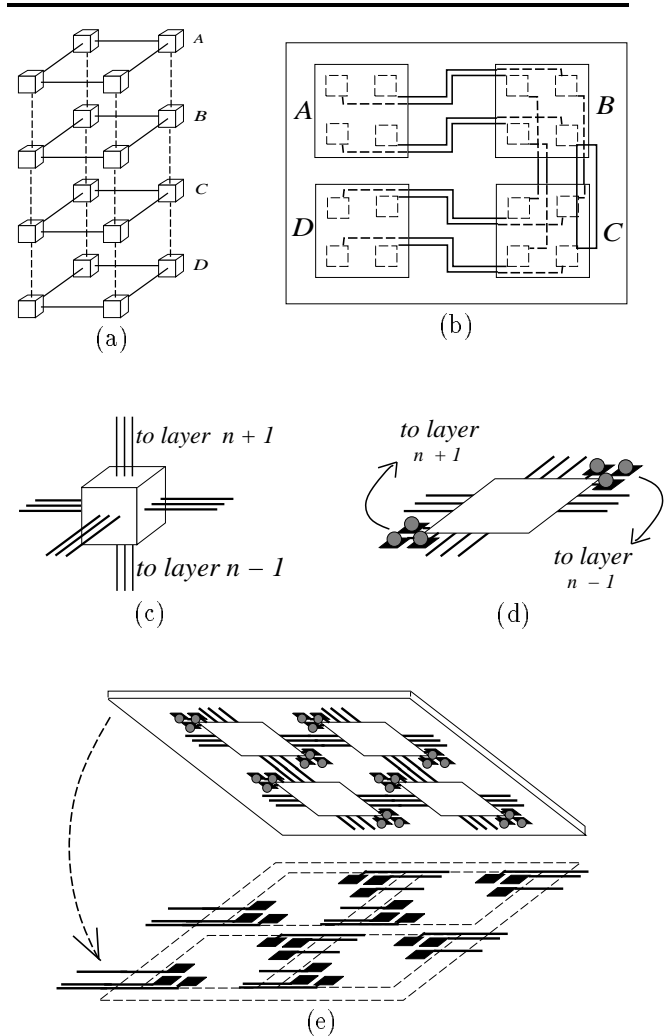 A
B
C
D
(a)
A
B
D
C
(b)
to layer n + 1
to layer n – 1
(c)
to layer
n + 1
to layer
n – 1
(d)
(e)